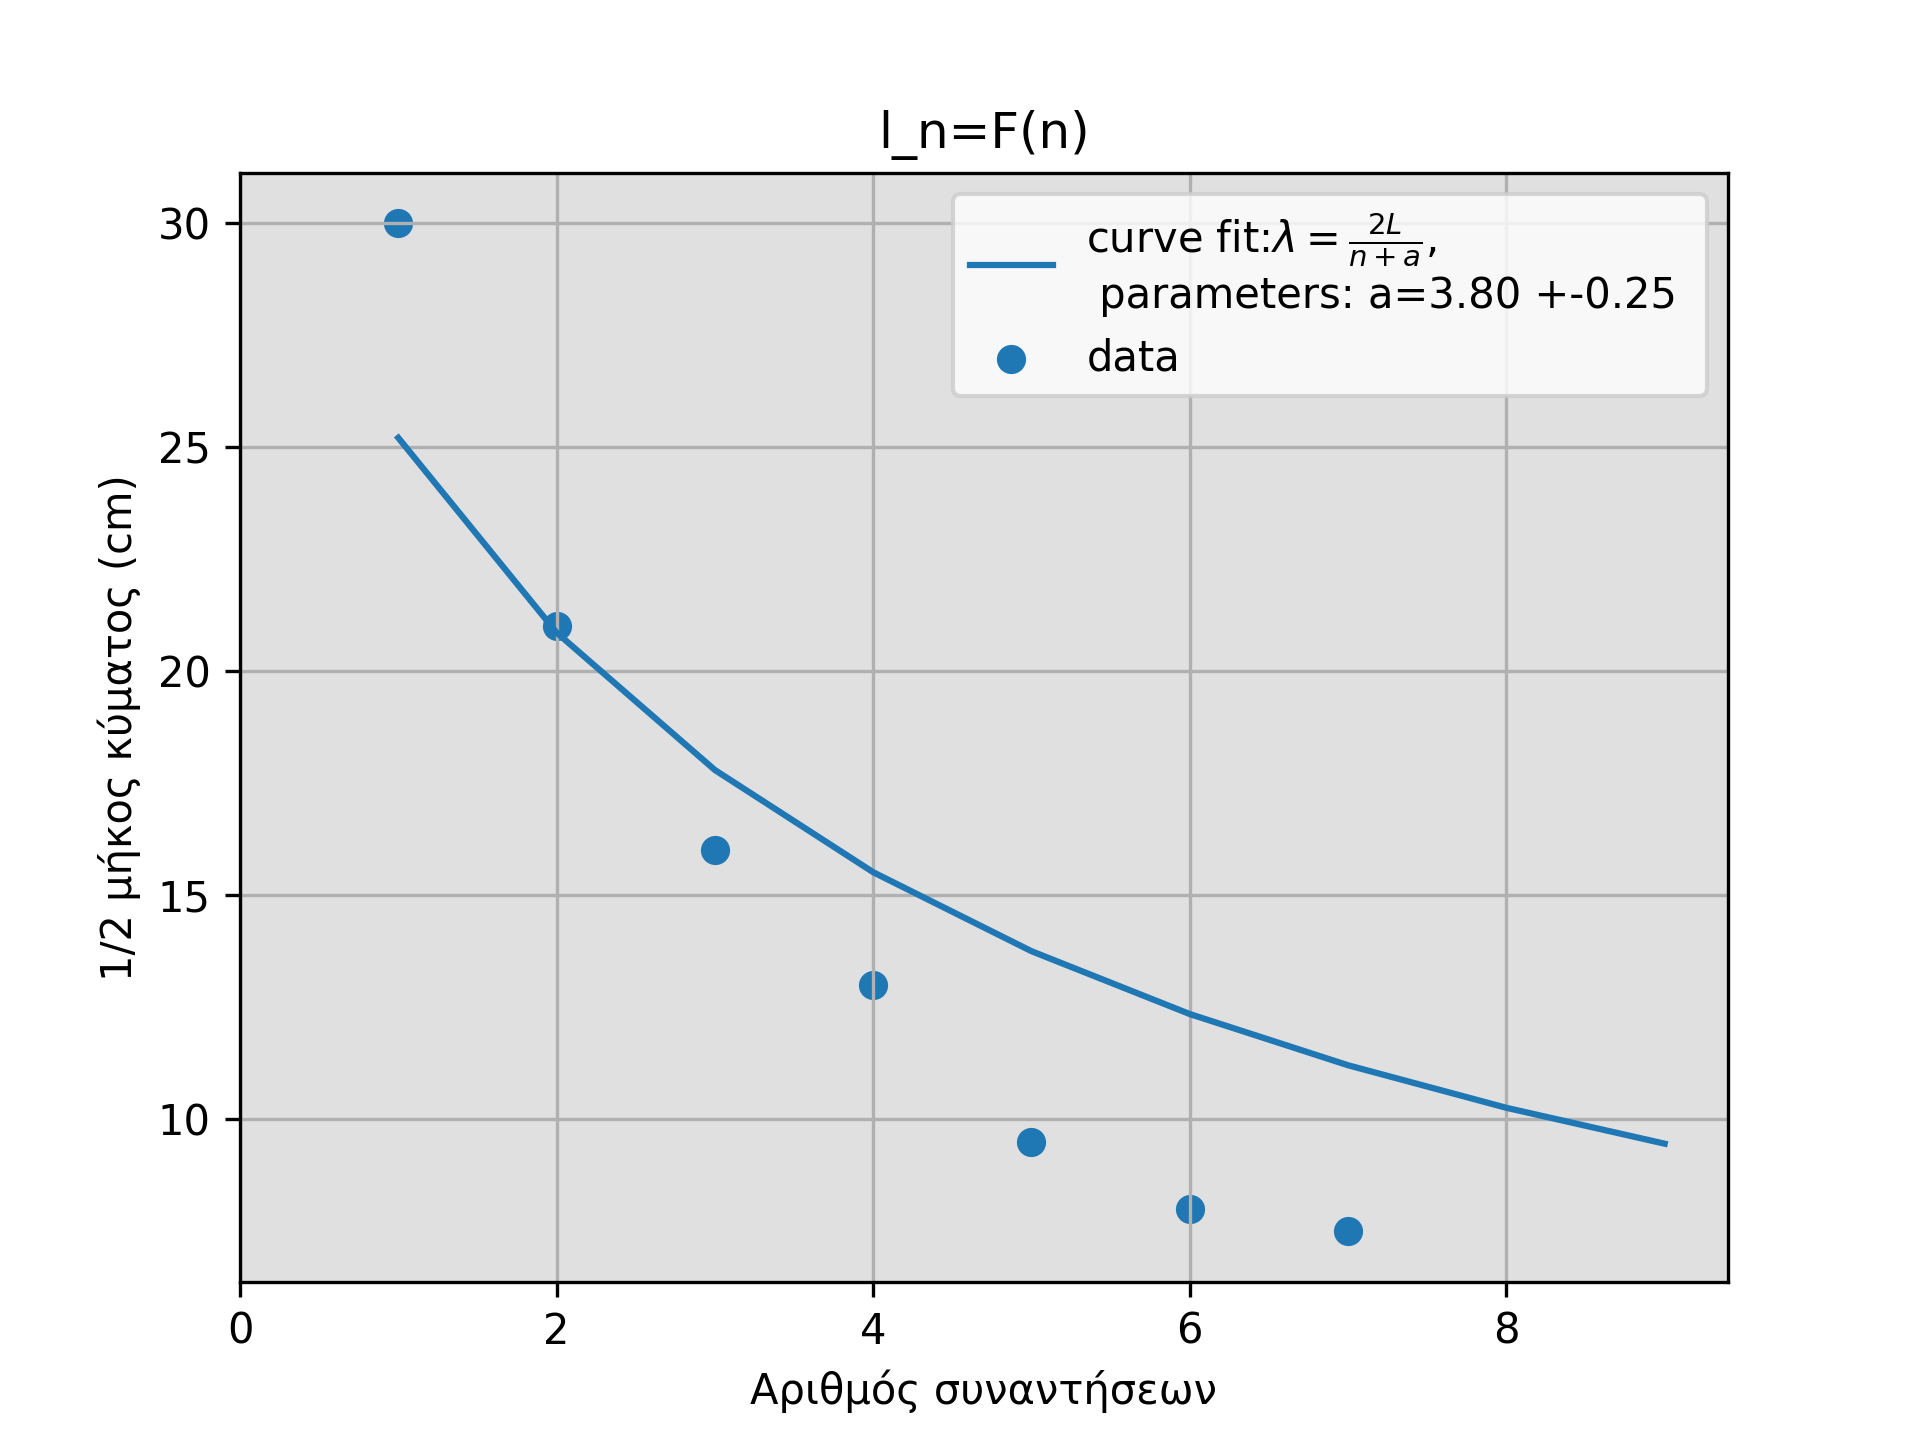 l_n=F(n)
curve fit:λ = \frac{2L}{n + a},
parameters: a=3.80 +-0.25
data
30
25
20
15
10
1/2 μήκος κύματος (cm)
0 2 4 6 8
Αριθμός συναντήσεων